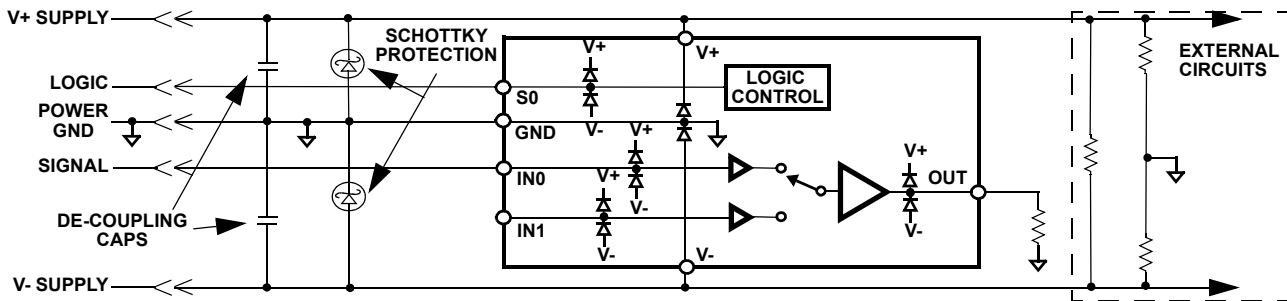 V+ SUPPLY
SCHOTTKY
PROTECTION
LOGIC
POWER
GND
SIGNAL
DE-COUPLING
CAPS
V- SUPPLY
V+
V+
LOGIC
CONTROL
S0
V-
GND
V+
IN0
V+
V-
IN1
V-
V+
OUT
V-
V-
EXTERNAL
CIRCUITS